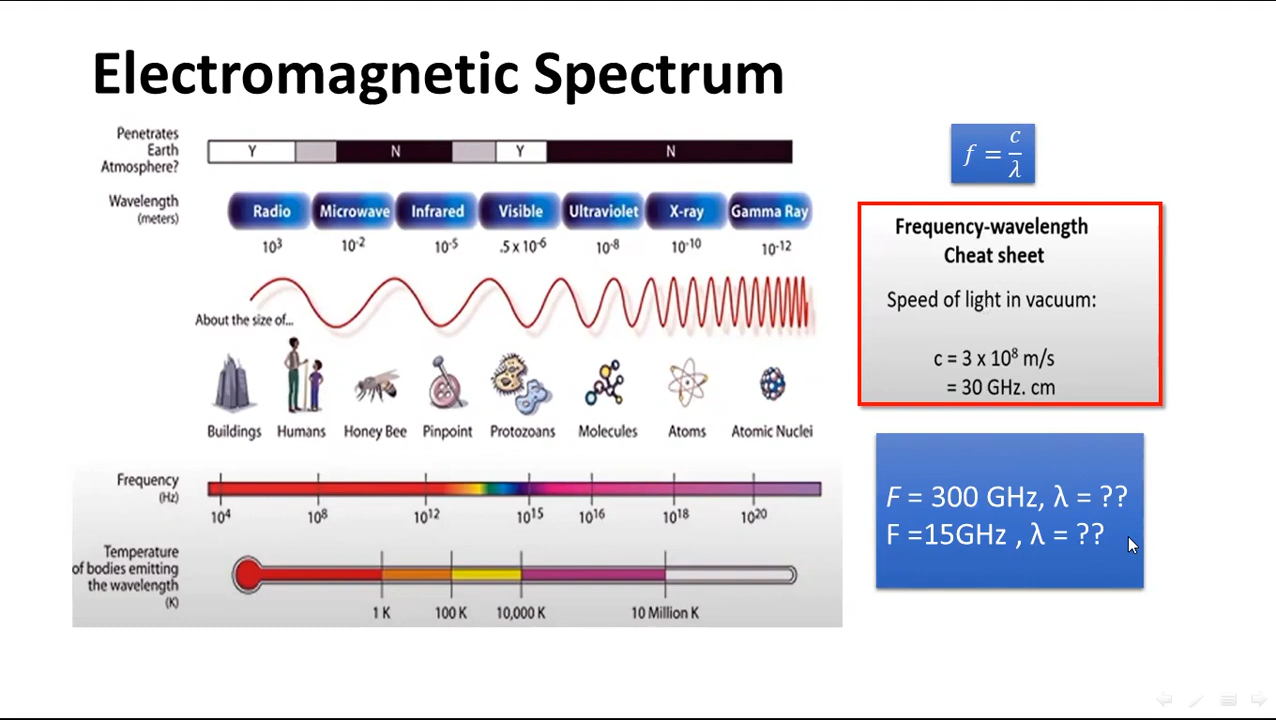 Electromagnetic Spectrum
Penetrates
Earth
Atmosphere?
Y N Y N
Wavelength
(meters)
Radio Microwave Infrared Visible Ultraviolet X-ray Gamma Ray
10³ 10⁻² 10⁻⁵ .5 x 10⁻⁶ 10⁻⁸ 10⁻¹⁰ 10⁻¹²
About the size of...
Buildings Humans Honey Bee Pinpoint Protozoans Molecules Atoms Atomic Nuclei
Frequency
(Hz)
10⁴ 10⁸ 10¹² 10¹⁵ 10¹⁶ 10¹⁸ 10²⁰
Temperature
of bodies emitting
the wavelength
(K)
1 K 100 K 10,000 K 10 Million K
f = c/λ
Frequency-wavelength
Cheat sheet
Speed of light in vacuum:
c = 3 x 10⁸ m/s
= 30 GHz. cm
F = 300 GHz, λ = ??
F =15GHz , λ = ??